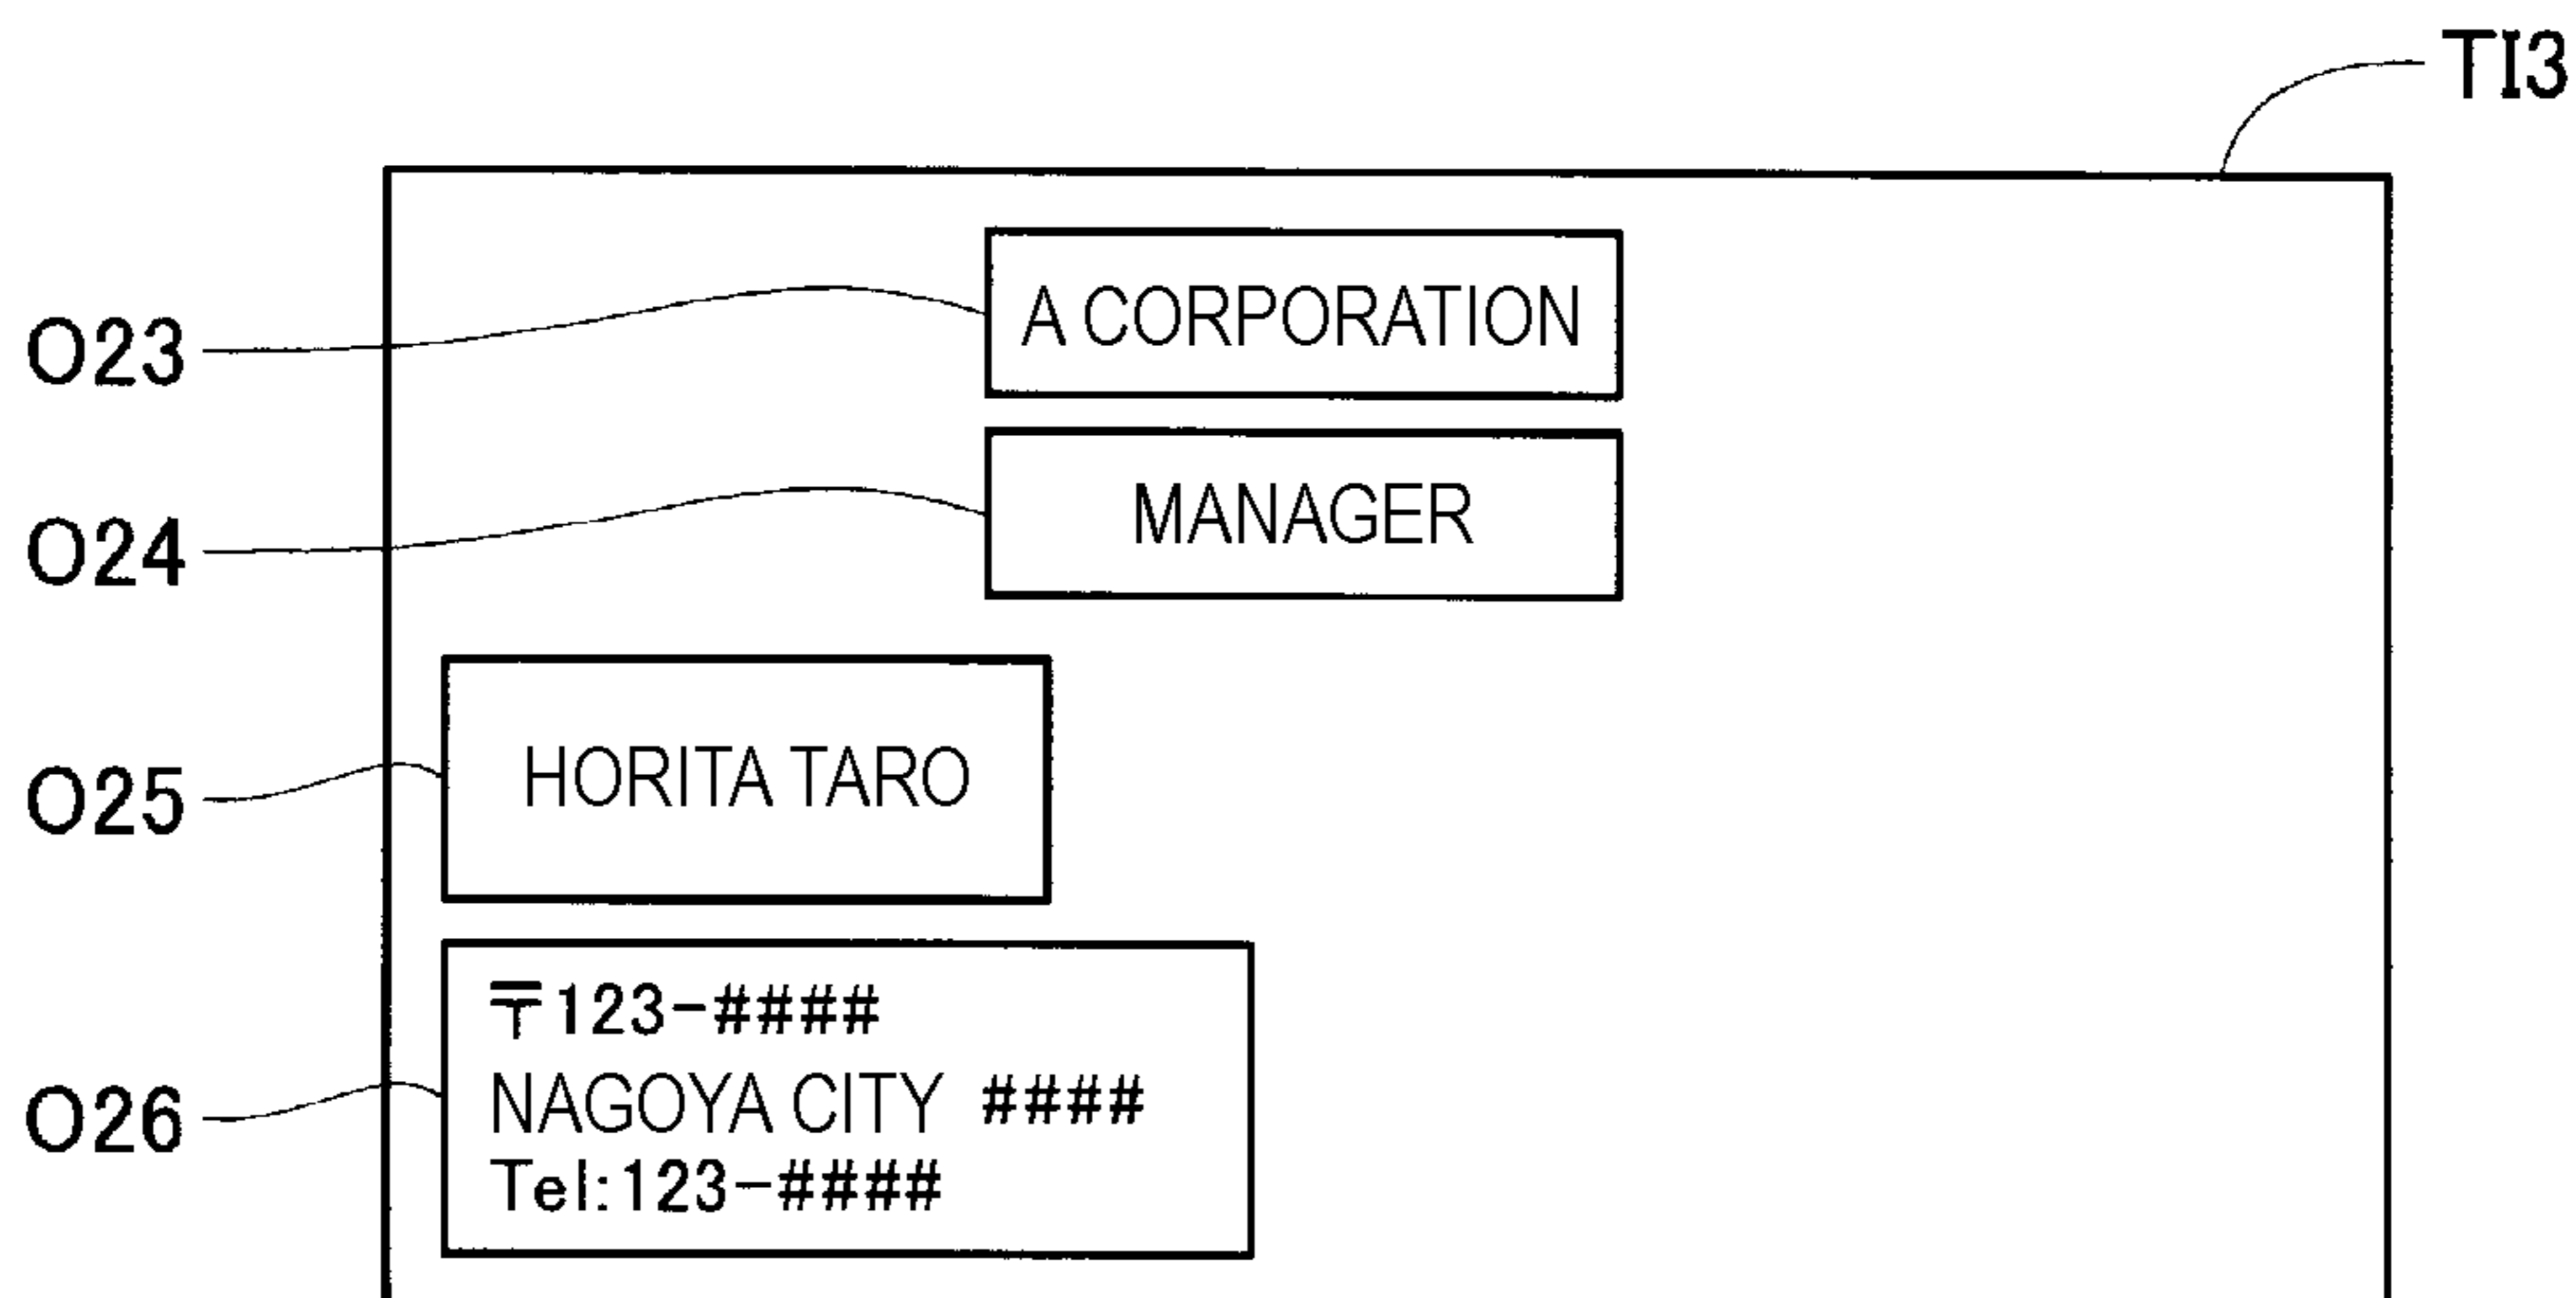 TI3
O23
A CORPORATION
O24
MANAGER
O25
HORITA TARO
O26
〒123-####
NAGOYA CITY ####
Tel:123-####